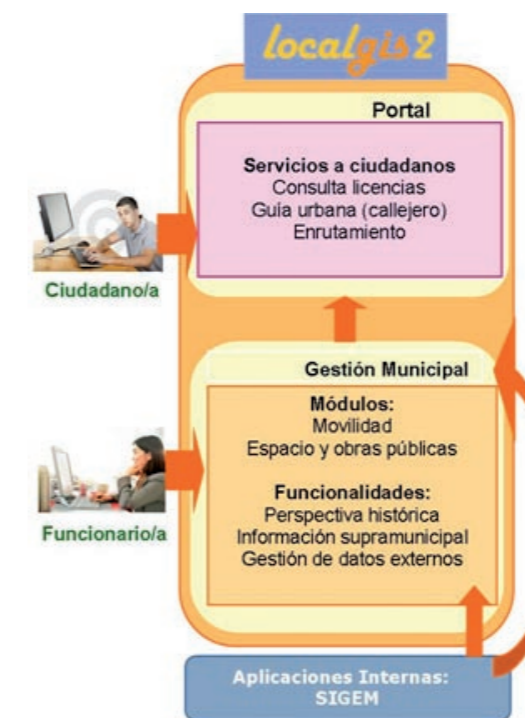 localgis2
Portal
Servicios a ciudadanos
Consulta licencias
Guía urbana (callejero)
Enrutamiento
Ciudadano/a
Gestión Municipal
Módulos:
Movilidad
Espacio y obras públicas
Funcionalidades:
Perspectiva histórica
Información supramunicipal
Gestión de datos externos
Funcionario/a
Aplicaciones Internas:
SIGEM